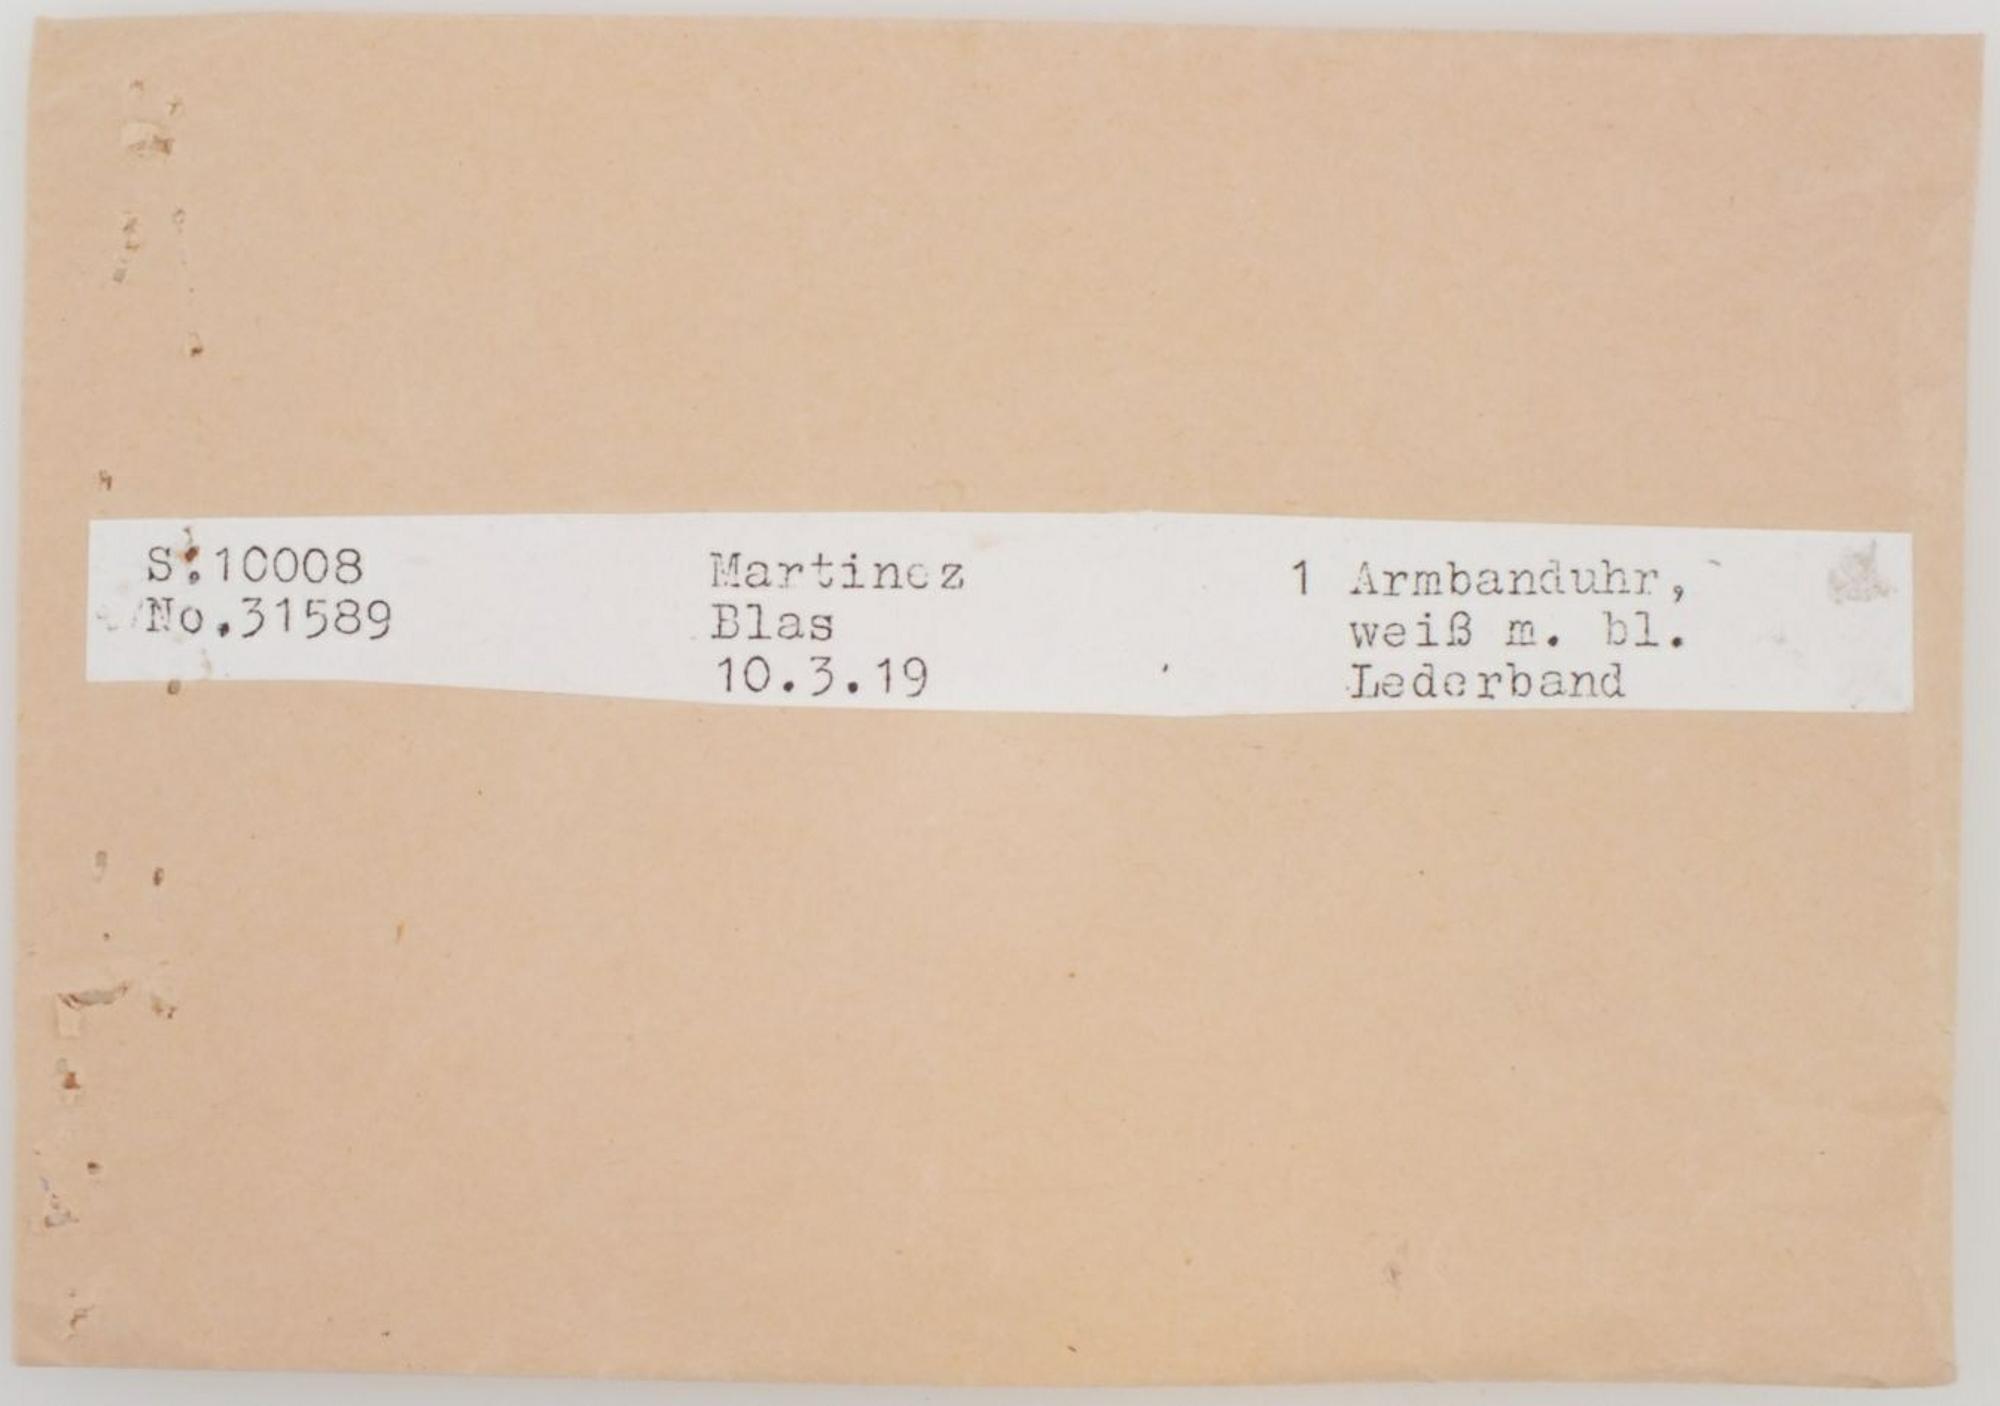 S:10008
No.31589
Martinez
Blas
10.3.19
1 Armbanduhr,
weiß m. bl.
Lederband